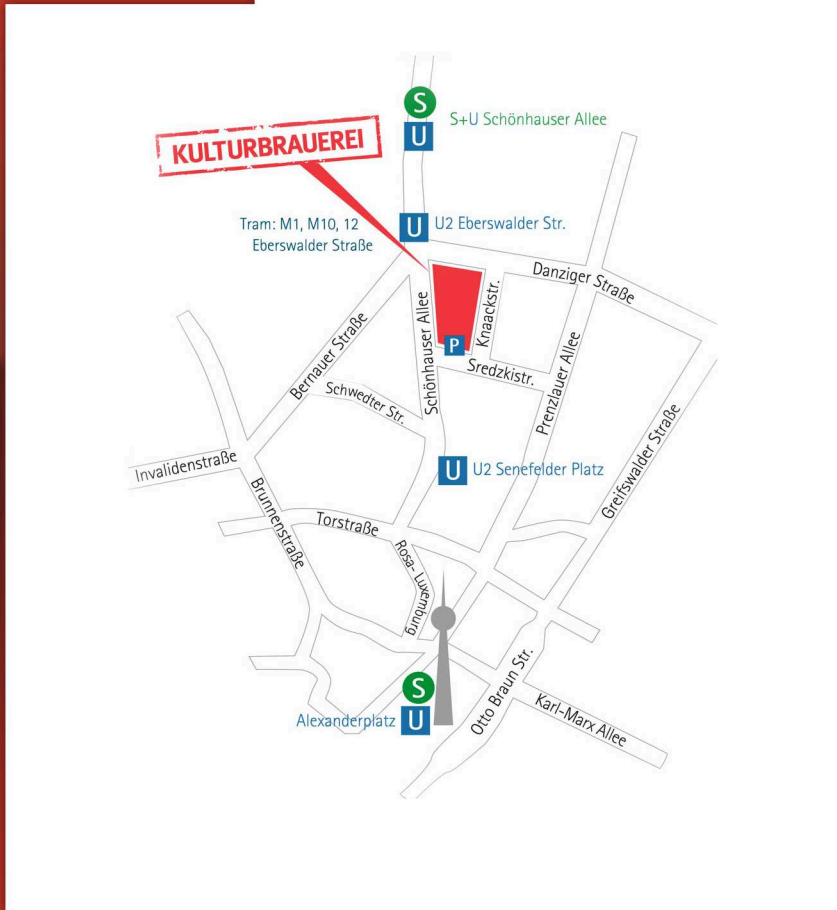 S
S+U Schönhauser Allee
U
KULTURBRAUEREI
Tram: M1, M10, 12
Eberswalder Straße
U
U2 Eberswalder Str.
Danziger Straße
Knaackstr.
Schönhauser Allee
P
Sredzkistr.
Prenzlauer Allee
Bernauer Straße
Schwedter Str.
Greifswalder Straße
Invalidenstraße
U
U2 Senefelder Platz
Brunnenstraße
Torstraße
Rosa- Luxemburg
Otto Braun Str.
Karl-Marx Allee
S
Alexanderplatz
U